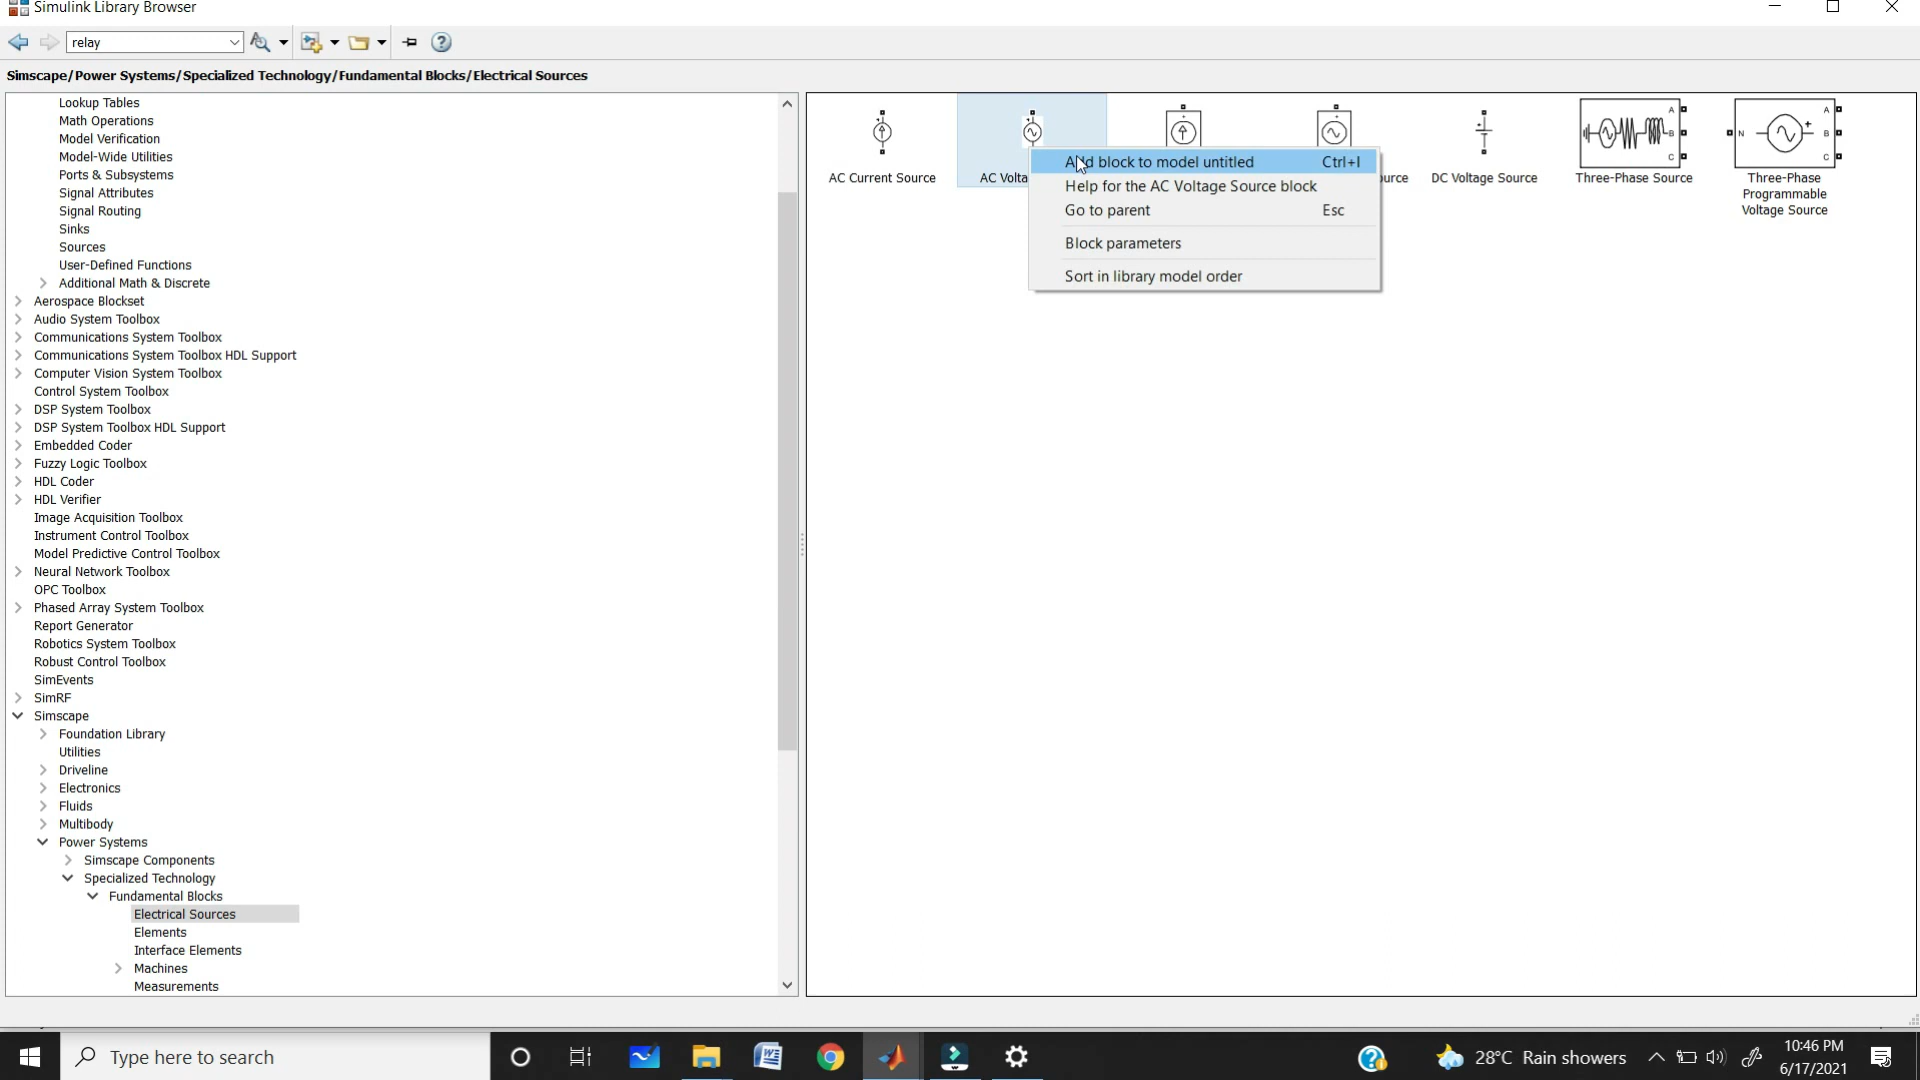 Simulink Library Browser
relay
Simscape/Power Systems/Specialized Technology/Fundamental Blocks/Electrical Sources
Lookup Tables
Math Operations
Model Verification
Model-Wide Utilities
Ports & Subsystems
Signal Attributes
Signal Routing
Sinks
Sources
User-Defined Functions
Additional Math & Discrete
Aerospace Blockset
Audio System Toolbox
Communications System Toolbox
Communications System Toolbox HDL Support
Computer Vision System Toolbox
Control System Toolbox
DSP System Toolbox
DSP System Toolbox HDL Support
Embedded Coder
Fuzzy Logic Toolbox
HDL Coder
HDL Verifier
Image Acquisition Toolbox
Instrument Control Toolbox
Model Predictive Control Toolbox
Neural Network Toolbox
OPC Toolbox
Phased Array System Toolbox
Report Generator
Robotics System Toolbox
Robust Control Toolbox
SimEvents
SimRF
Simscape
Foundation Library
Utilities
Driveline
Electronics
Fluids
Multibody
Power Systems
Simscape Components
Specialized Technology
Fundamental Blocks
Electrical Sources
Elements
Interface Elements
Machines
Measurements
AC Current Source
AC Volta
urce
DC Voltage Source
A
B
C
Three-Phase Source
N
A
B
C
Three-Phase
Programmable
Voltage Source
Add block to model untitled Ctrl+I
Help for the AC Voltage Source block
Go to parent Esc
Block parameters
Sort in library model order
Type here to search
28°C Rain showers
10:46 PM
6/17/2021